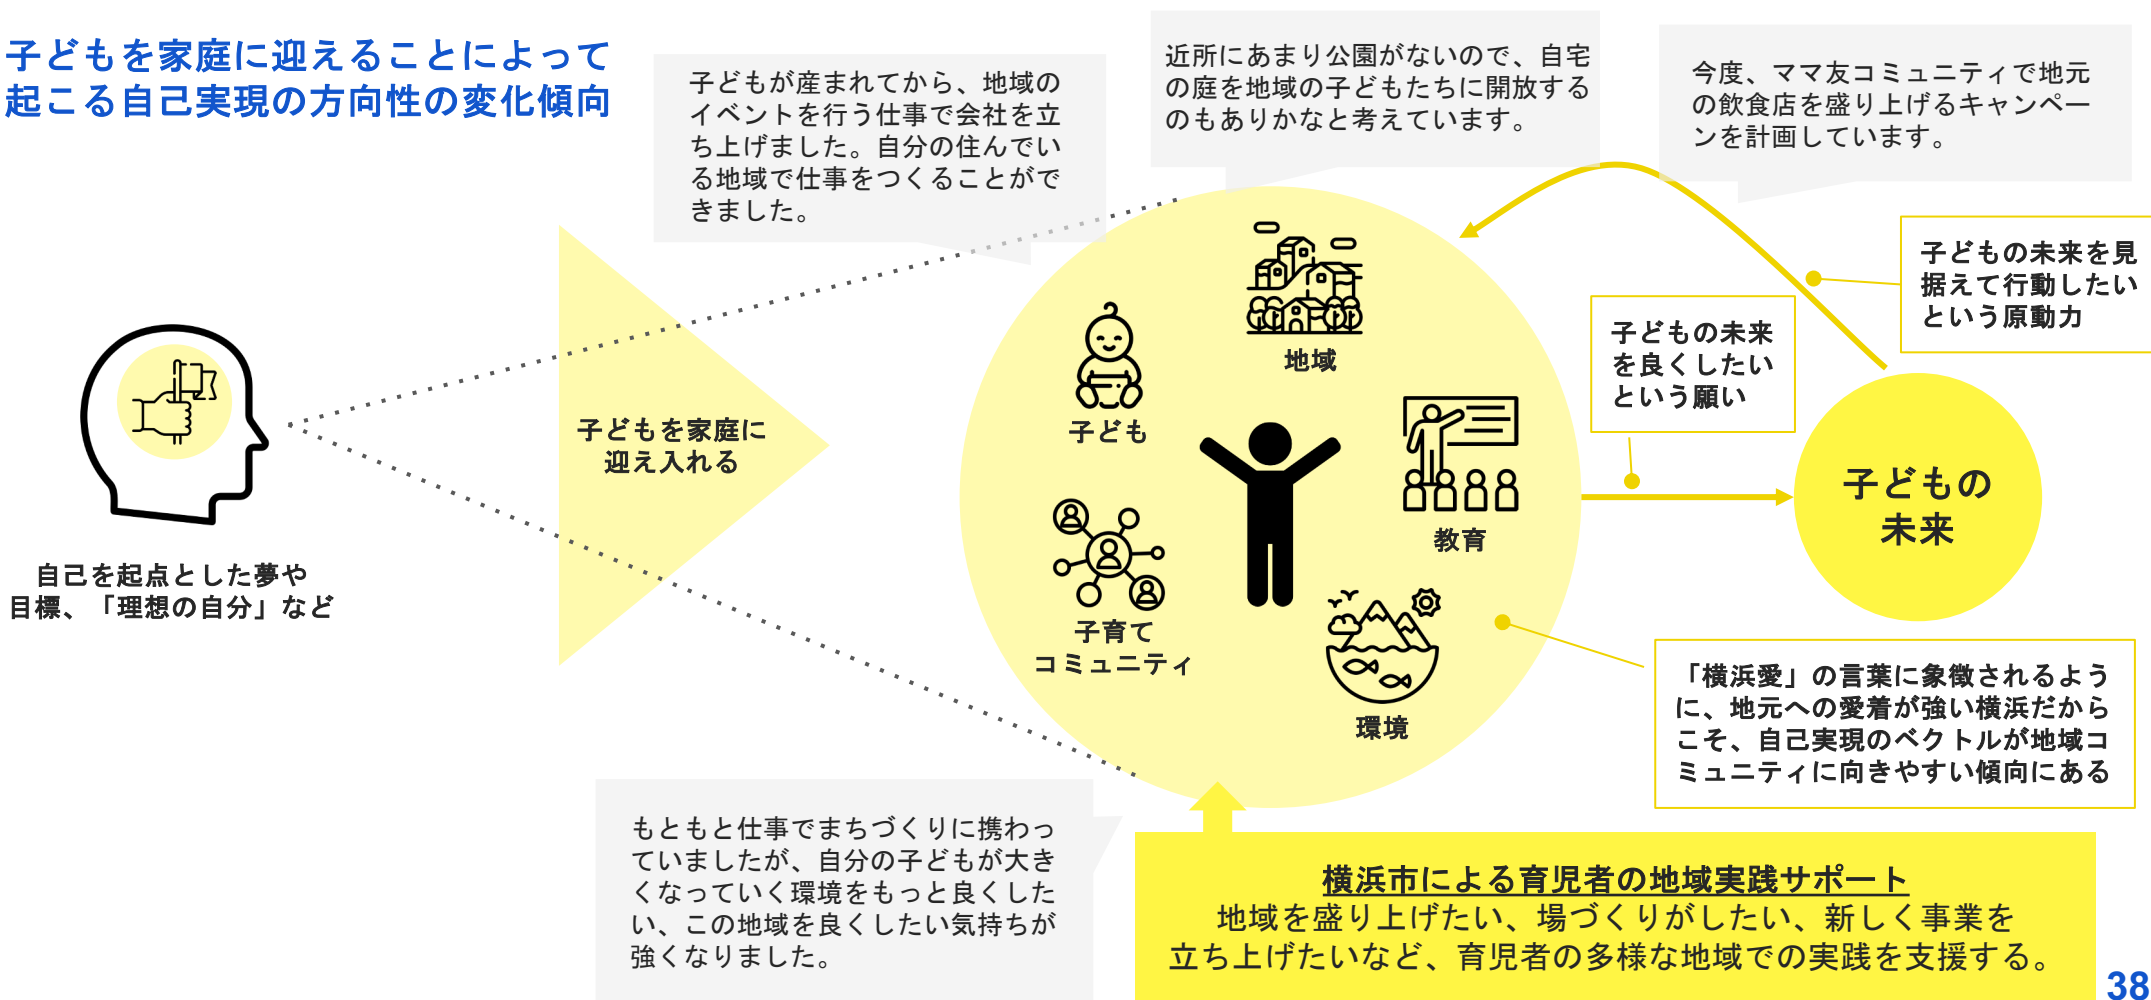 子どもを家庭に迎えることによって
起こる自己実現の方向性の変化傾向
子どもが産まれてから、地域の
イベントを行う仕事で会社を立
ち上げました。自分の住んでい
る地域で仕事をつくることがで
きました。
近所にあまり公園がないので、自宅
の庭を地域の子どもたちに開放する
のもありかなと考えています。
今度、ママ友コミュニティで地元
の飲食店を盛り上げるキャンペー
ンを計画しています。
自己を起点とした夢や
目標、「理想の自分」など
子どもを家庭に
迎え入れる
地域
子ども
教育
子育て
コミュニティ
環境
子どもの未来
を良くしたい
という願い
子どもの未来を見
据えて行動したい
という原動力
子どもの
未来
「横浜愛」の言葉に象徴されるよう
に、地元への愛着が強い横浜だから
こそ、自己実現のベクトルが地域コ
ミュニティに向きやすい傾向にある
もともと仕事でまちづくりに携わっ
ていましたが、自分の子どもが大き
くなっていく環境をもっと良くした
い、この地域を良くしたい気持ちが
強くなりました。
横浜市による育児者の地域実践サポート
地域を盛り上げたい、場づくりがしたい、新しく事業を
立ち上げたいなど、育児者の多様な地域での実践を支援する。
38